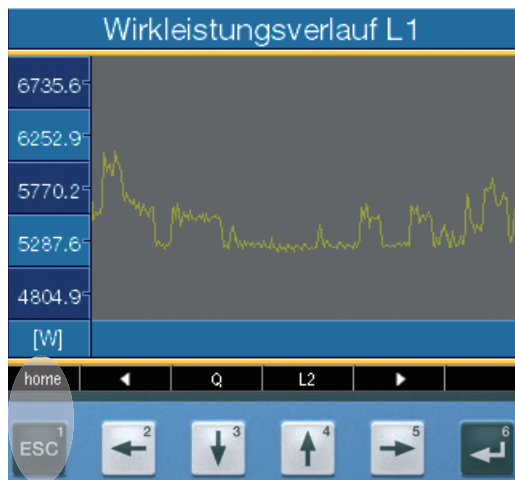 Wirkleistungsverlauf L1
6735.6
6252.9
5770.2
5287.6
4804.9
[W]
home ◄ Q L2 ►
ESC 1 ← 2 ↓ 3 ↑ 4 → 5 ↵ 6